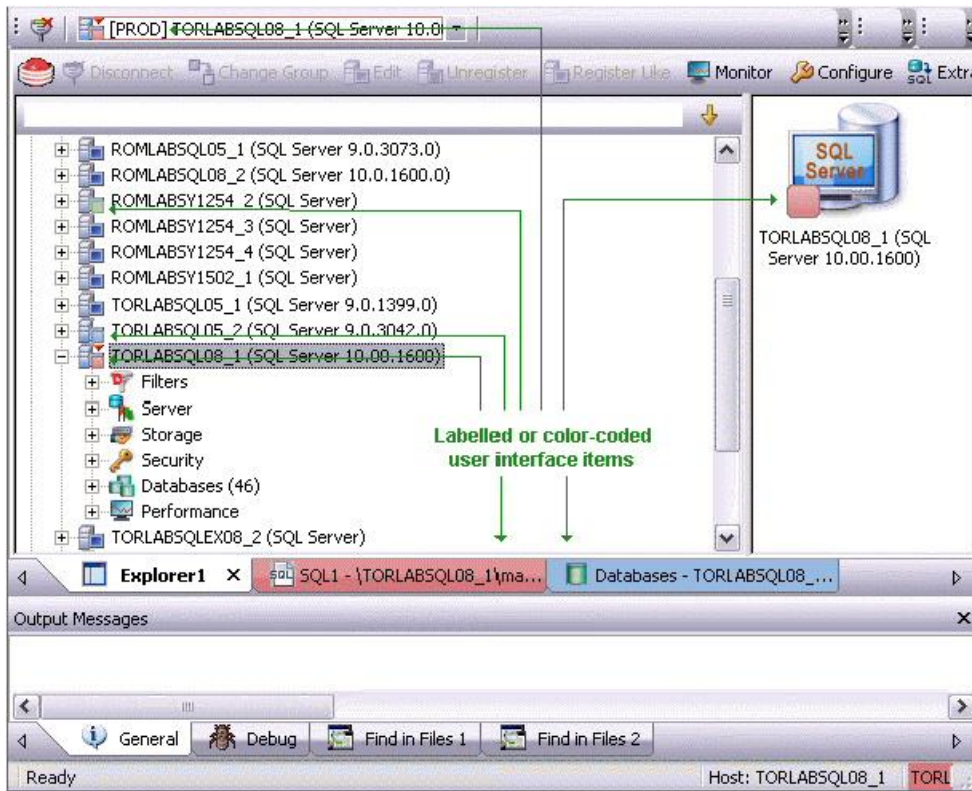 [PROD] TORLABSQL08_1 (SQL Server 10.0
Disconnect Change Group Edit Unregister Register Like Monitor Configure Extra
ROMLABSQL05_1 (SQL Server 9.0.3073.0)
ROMLABSQL08_2 (SQL Server 10.0.1600.0)
ROMLABSY1254_2 (SQL Server)
ROMLABSY1254_3 (SQL Server)
ROMLABSY1254_4 (SQL Server)
ROMLABSY1502_1 (SQL Server)
TORLABSQL05_1 (SQL Server 9.0.1399.0)
TORLABSQL05_2 (SQL Server 9.0.3042.0)
TORLABSQL08_1 (SQL Server 10.00.1600)
Filters
Server
Storage
Security
Databases (46)
Performance
TORLABSQLEX08_2 (SQL Server)
Labelled or color-coded
user interface items
SQL
Server
TORLABSQL08_1 (SQL
Server 10.00.1600)
Explorer1 SQL1 - \TORLABSQL08_1\ma... Databases - TORLABSQL08_...
Output Messages
General Debug Find in Files 1 Find in Files 2
Ready Host: TORLABSQL08_1 TORL